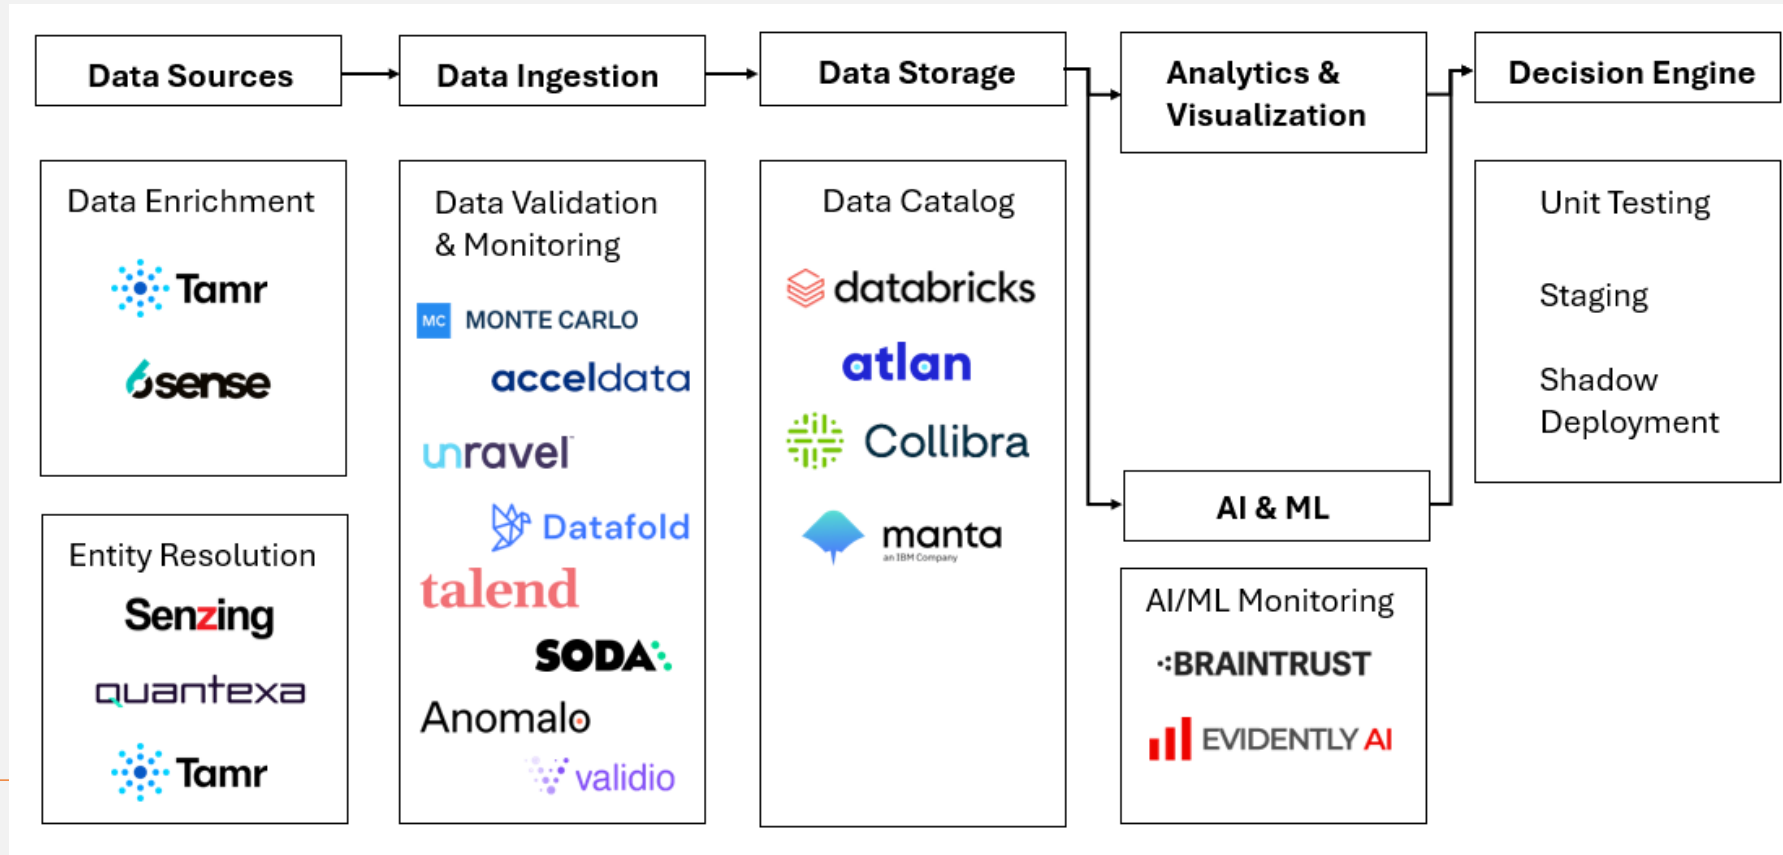 Data Sources
Data Ingestion
Data Storage
Analytics &
Visualization
Decision Engine
Data Enrichment
Tamr
6sense
Entity Resolution
Senzing
quantexa
Tamr
Data Validation
& Monitoring
MC MONTE CARLO
acceldata
unravel
Datafold
talend
SODA
Anomalo
validio
Data Catalog
databricks
atlan
Collibra
manta
an IBM Company
AI & ML
AI/ML Monitoring
BRAINTRUST
EVIDENTLY AI
Unit Testing
Staging
Shadow
Deployment